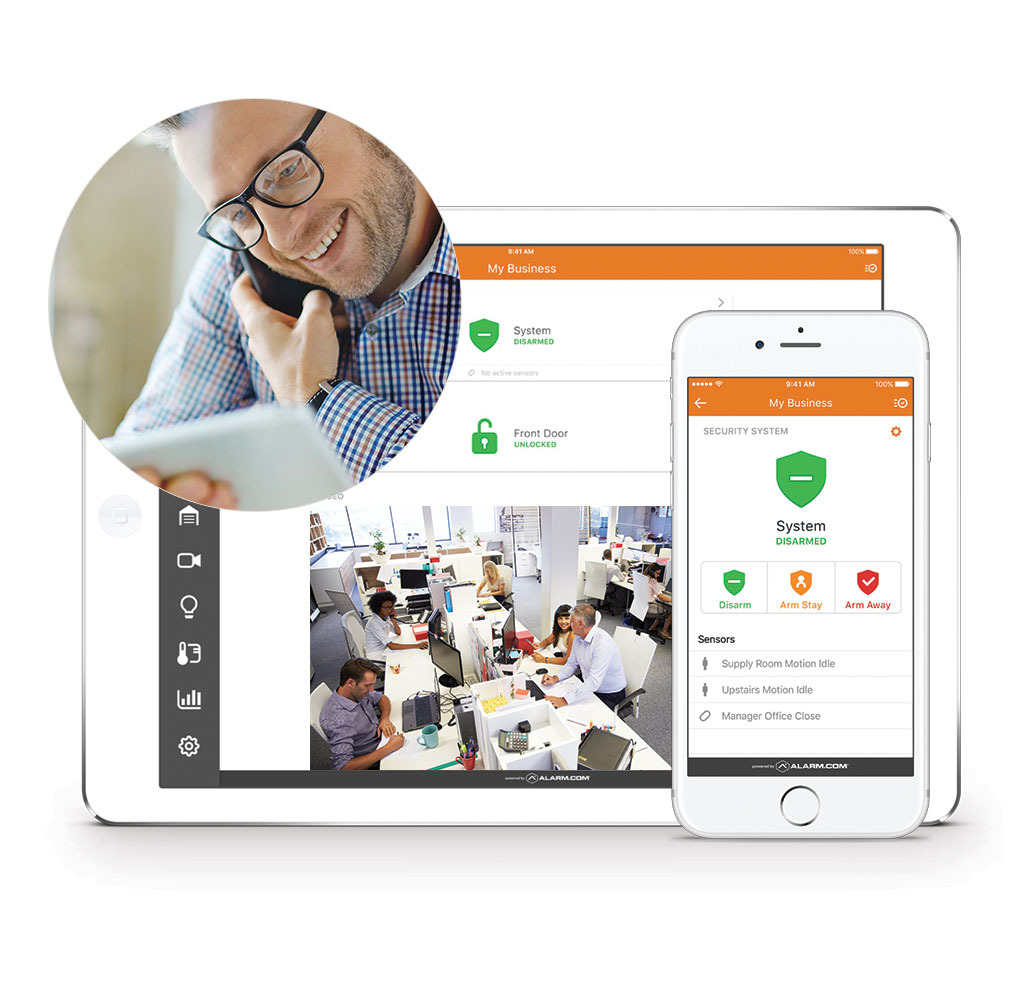 9:41 AM 100%
My Business
System
DISARMED
No active sensors
Front Door
UNLOCKED
powered by ALARM.COM
9:41 AM 100%
My Business
SECURITY SYSTEM
System
DISARMED
Disarm Arm Stay Arm Away
Sensors
Supply Room Motion Idle
Upstairs Motion Idle
Manager Office Close
powered by ALARM.COM